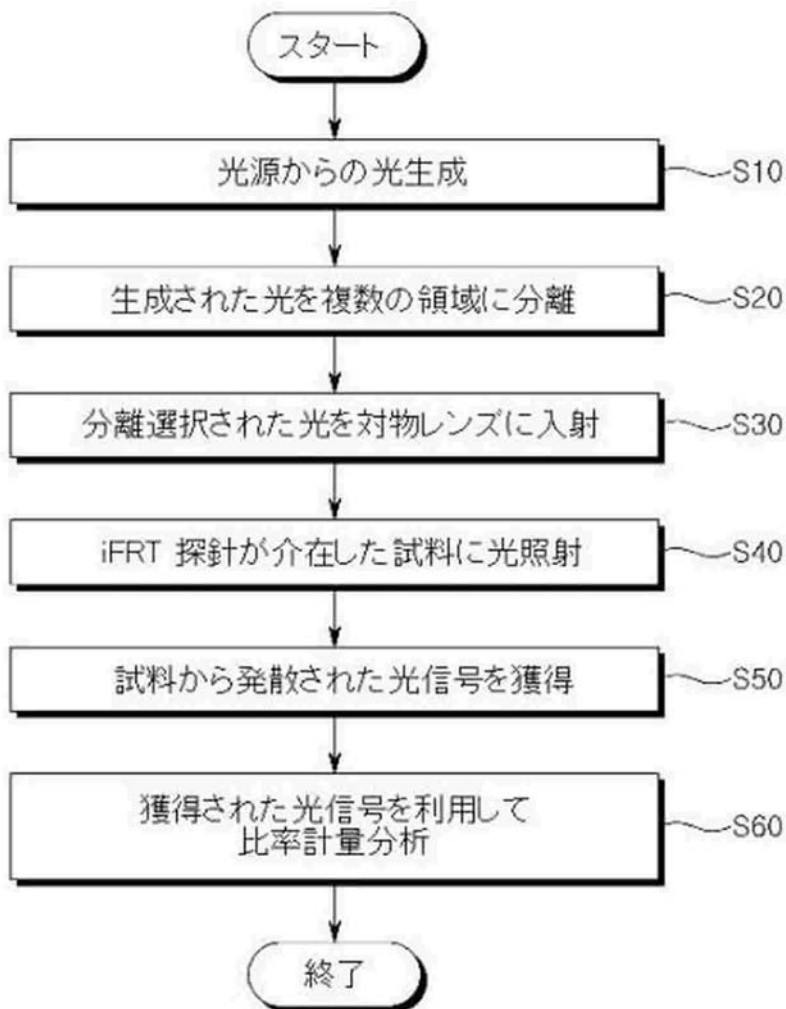 スタート
光源からの光生成
S10
生成された光を複数の領域に分離
S20
分離選択された光を対物レンズに入射
S30
iFRT 探針が介在した試料に光照射
S40
試料から発散された光信号を獲得
S50
獲得された光信号を利用して
比率計量分析
S60
終了